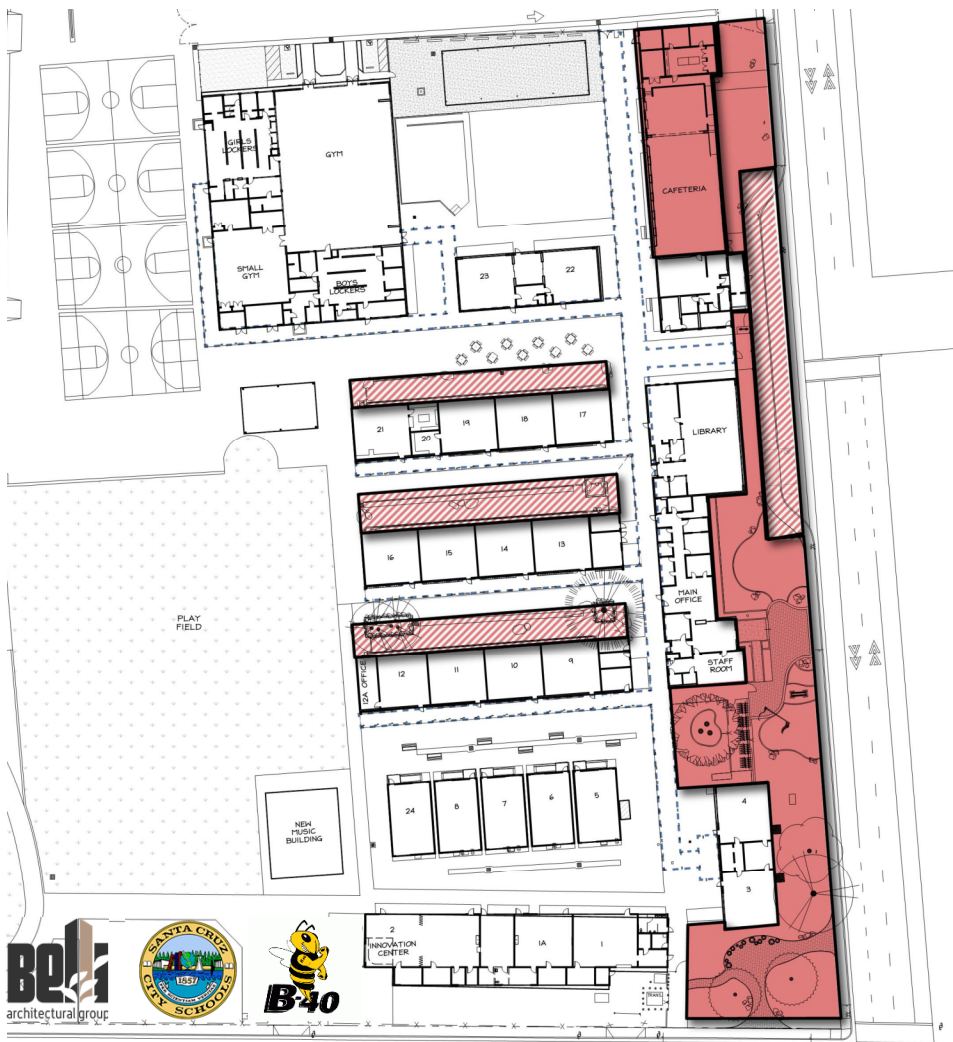 GIRLS
LOCKERS
GYM
CAFETERIA
SMALL
GYM
BOYS
LOCKERS
23
22
21
20
19
18
17
LIBRARY
16
15
14
13
MAIN
OFFICE
PLAY
FIELD
STAFF
ROOM
12A OFFICE
12
11
10
9
24
8
7
6
5
4
NEW
MUSIC
BUILDING
3
2
INNOVATION
CENTER
1A
1
TRANS.
Belli
architectural group
SANTA CRUZ
CITY SCHOOLS
1857
B-40